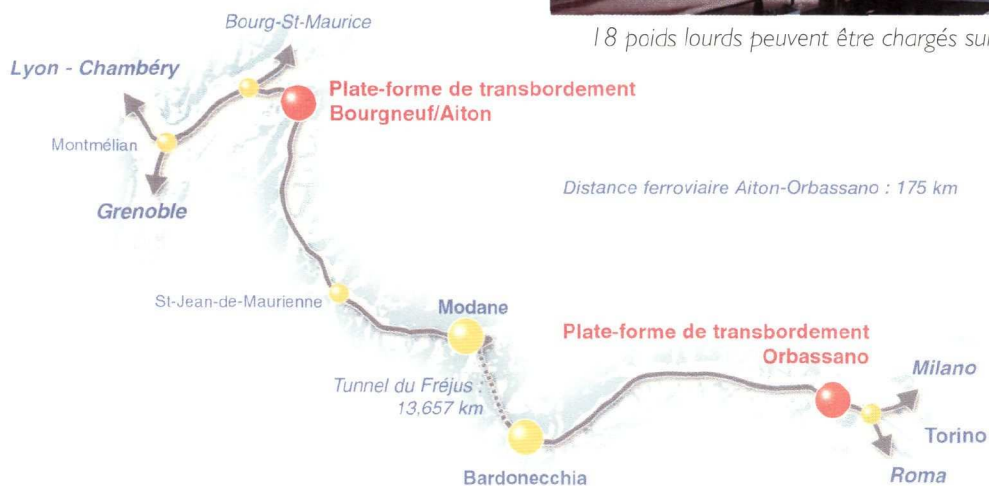 18 poids lourds peuvent être chargés sur
Bourg-St-Maurice
Lyon - Chambéry
Plate-forme de transbordement
Bourgneuf/Aiton
Montmélian
Distance ferroviaire Aiton-Orbassano : 175 km
Grenoble
St-Jean-de-Maurienne
Modane
Plate-forme de transbordement
Orbassano
Tunnel du Fréjus :
13,657 km
Milano
Torino
Bardonecchia
Roma